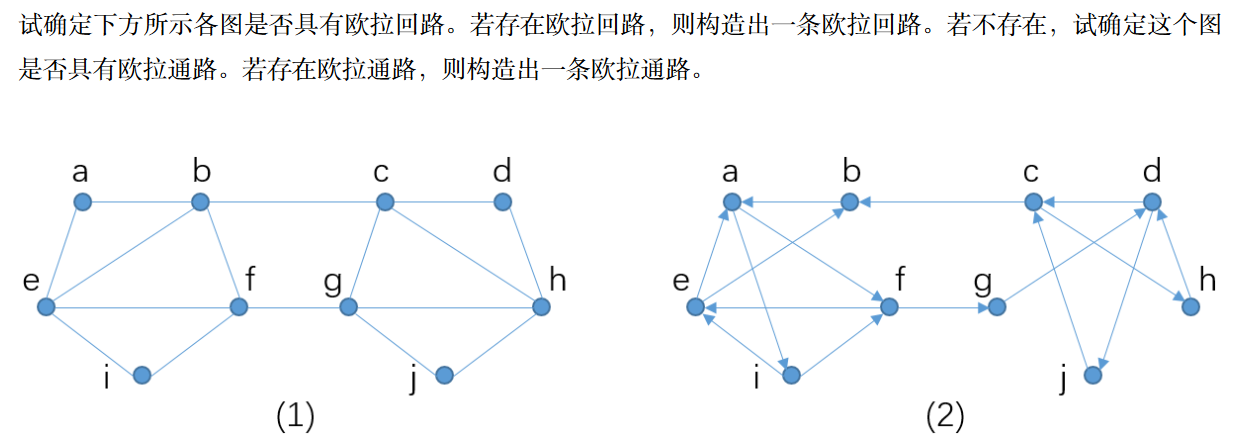 试确定下方所示各图是否具有欧拉回路。若存在欧拉回路，则构造出一条欧拉回路。若不存在，试确定这个图
是否具有欧拉通路。若存在欧拉通路，则构造出一条欧拉通路。
a b c d a b c d
e f g h e f g h
i j i j
(1) (2)